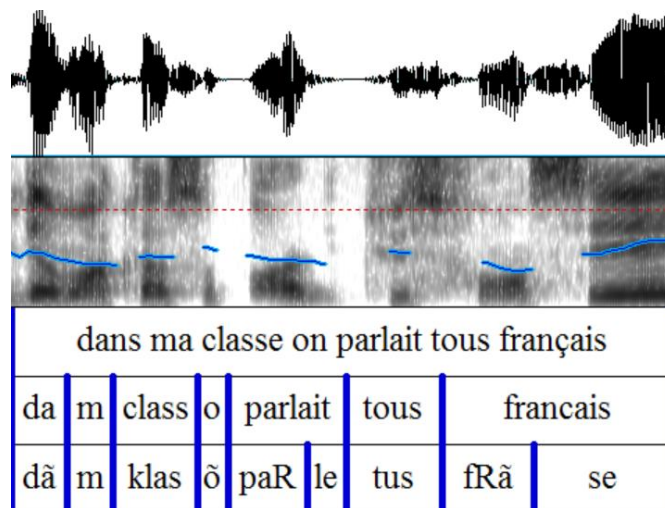 dans ma classe on parlait tous français
da m class o parlait tous francais
dã m klas õ paR le tus fRã se